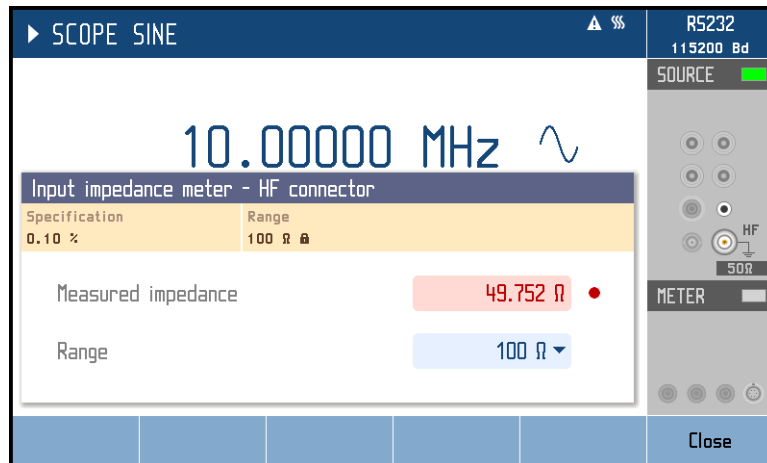 SCOPE SINE
RS232
115200 Bd
SOURCE
10.00000 MHz
Input impedance meter - HF connector
Specification
Range
0.10 %
100 Ω
HF
50Ω
Measured impedance
49.752 Ω
METER
Range
100 Ω
Close